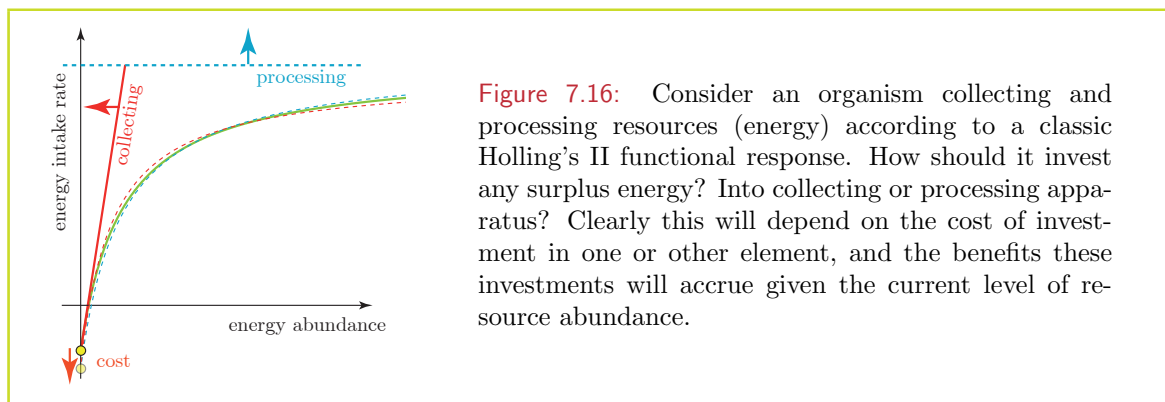 energy intake rate
collecting
processing
energy abundance
cost
Figure 7.16: Consider an organism collecting and
processing resources (energy) according to a classic
Holling's II functional response. How should it invest
any surplus energy? Into collecting or processing appa-
ratus? Clearly this will depend on the cost of invest-
ment in one or other element, and the benefits these
investments will accrue given the current level of re-
source abundance.